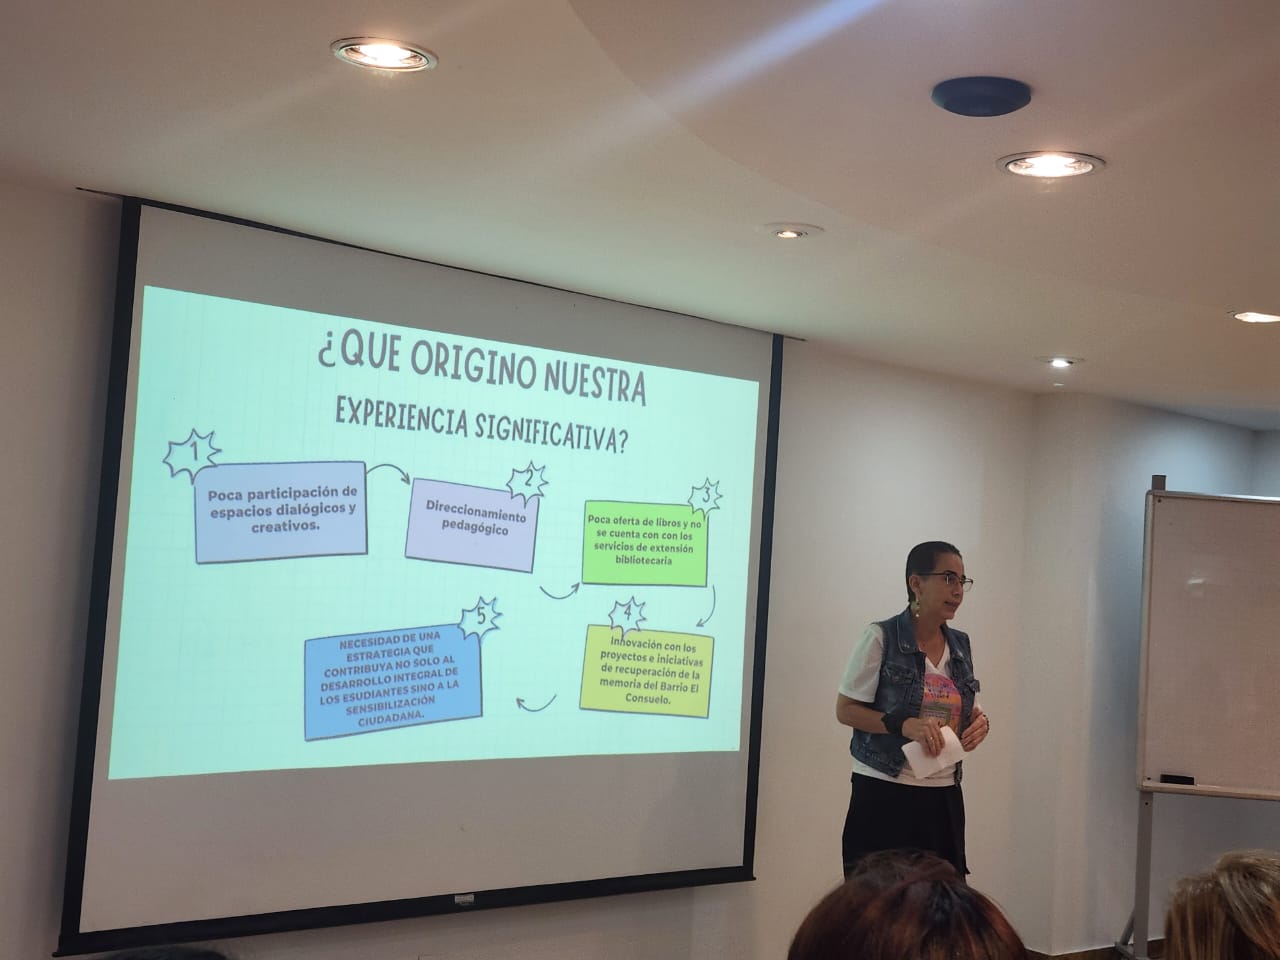 ¿QUE ORIGINO NUESTRA
EXPERIENCIA SIGNIFICATIVA?
1
Poca participación de
espacios dialógicos y
creativos.
2
Direccionamiento
pedagógico
3
Poca oferta de libros y no
se cuenta con con los
servicios de extensión
bibliotecaria
4
Innovación con los
proyectos e iniciativas
de recuperación de la
memoria del Barrio El
Consuelo.
5
NECESIDAD DE UNA
ESTRATEGIA QUE
CONTRIBUYA NO SOLO AL
DESARROLLO INTEGRAL DE
LOS ESUDIANTES SINO A LA
SENSIBILIZACIÓN
CIUDADANA.